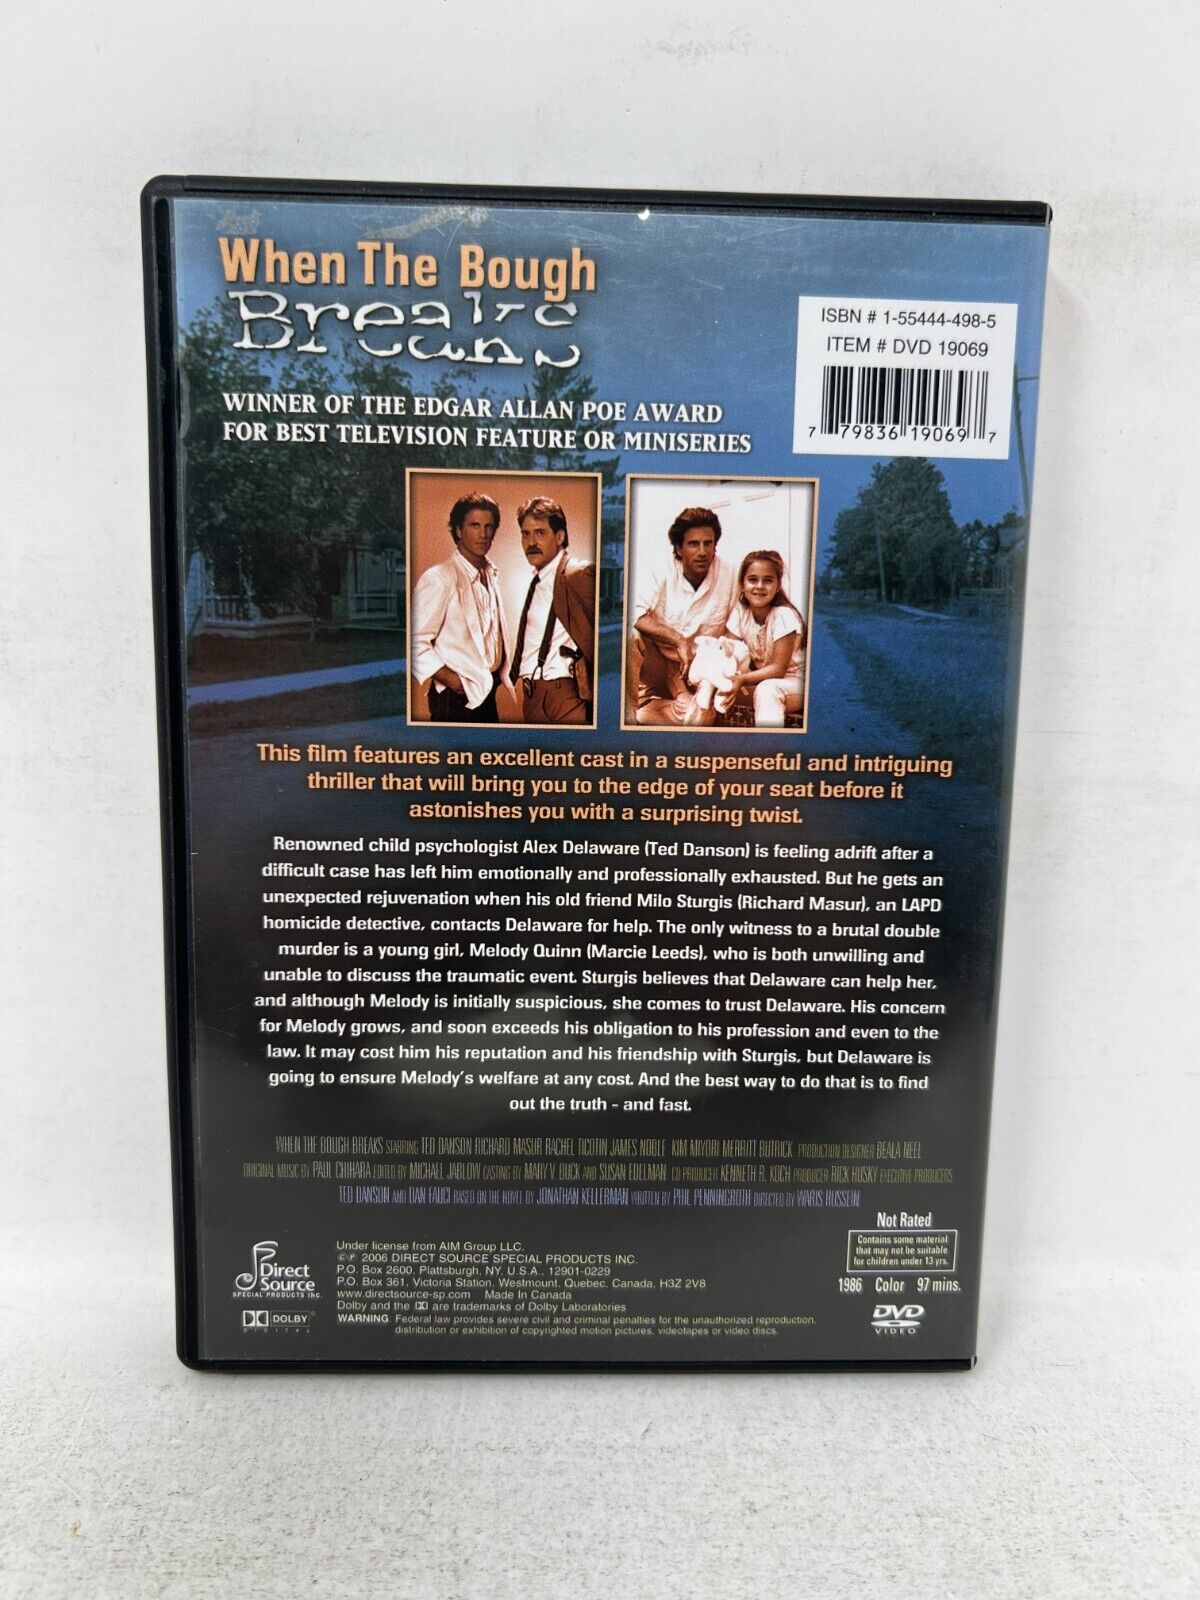 When The Bough
Breaks
ISBN # 1-55444-498-5
ITEM # DVD 19069
7 79836 19069 7
WINNER OF THE EDGAR ALLAN POE AWARD
FOR BEST TELEVISION FEATURE OR MINISERIES
This film features an excellent cast in a suspenseful and intriguing
thriller that will bring you to the edge of your seat before it
astonishes you with a surprising twist.
Renowned child psychologist Alex Delaware (Ted Danson) is feeling adrift after a
difficult case has left him emotionally and professionally exhausted. But he gets an
unexpected rejuvenation when his old friend Milo Sturgis (Richard Masur), an LAPD
homicide detective, contacts Delaware for help. The only witness to a brutal double
murder is a young girl, Melody Quinn (Marcie Leeds), who is both unwilling and
unable to discuss the traumatic event. Sturgis believes that Delaware can help her,
and although Melody is initially suspicious, she comes to trust Delaware. His concern
for Melody grows, and soon exceeds his obligation to his profession and even to the
law. It may cost him his reputation and his friendship with Sturgis, but Delaware is
going to ensure Melody's welfare at any cost. And the best way to do that is to find
out the truth - and fast.
WHEN THE BOUGH BREAKS STARRING TED DANSON RICHARD MASUR RACHEL TICOTIN JAMES NOBLE KIM MIYORI MERRITT BUTRICK PRODUCTION DESIGNER BEALA NEEL
ORIGINAL MUSIC BY PAUL CHIHARA EDITED BY MICHAEL JABLOW CASTING BY MARY V. BUCK AND SUSAN EDELMAN CO PRODUCER KENNETH R. KOCH PRODUCER RICK HUSKY EXECUTIVE PRODUCERS
TED DANSON AND DAN FAUCI BASED ON THE NOVEL BY JONATHAN KELLERMAN WRITTEN BY PHIL PENNINGROTH DIRECTED BY WARIS HUSSEIN
Not Rated
Contains some material
that may not be suitable
for children under 13 yrs.
1986 Color 97 mins.
DVD
VIDEO
Direct
Source
SPECIAL PRODUCTS INC.
DOLBY
DIGITAL
Under license from AIM Group LLC.
©℗ 2006 DIRECT SOURCE SPECIAL PRODUCTS INC.
P.O. Box 2600, Plattsburgh, NY. U.S.A., 12901-0229
P.O. Box 361, Victoria Station, Westmount, Quebec, Canada, H3Z 2V8
www.directsource-sp.com Made In Canada
Dolby and the DD are trademarks of Dolby Laboratories
WARNING: Federal law provides severe civil and criminal penalties for the unauthorized reproduction,
distribution or exhibition of copyrighted motion pictures, videotapes or video discs.